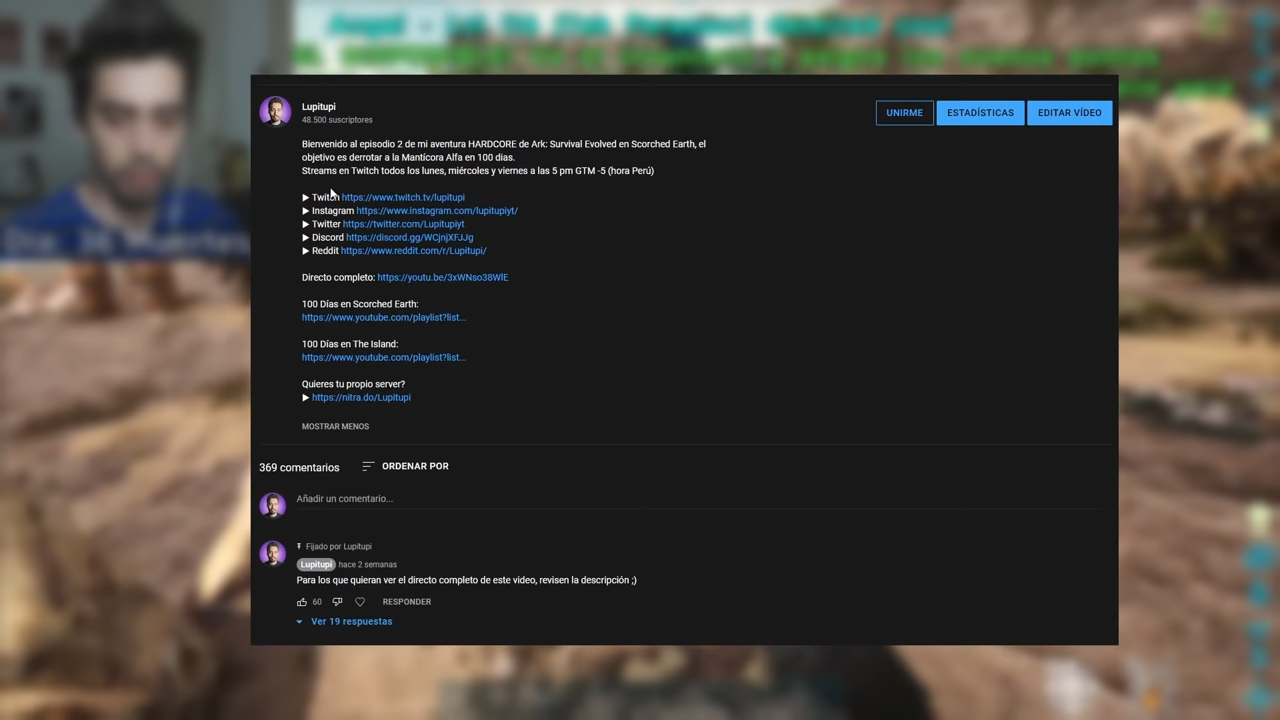 Lupitupi
48.500 suscriptores
UNIRME
ESTADÍSTICAS
EDITAR VÍDEO
Bienvenido al episodio 2 de mi aventura HARDCORE de Ark: Survival Evolved en Scorched Earth, el
objetivo es derrotar a la Mantícora Alfa en 100 dias.
Streams en Twitch todos los lunes, miércoles y viernes a las 5 pm GTM -5 (hora Perú)
▶ Twitch https://www.twitch.tv/lupitupi
▶ Instagram https://www.instagram.com/lupitupiyt/
▶ Twitter https://twitter.com/Lupitupiyt
▶ Discord https://discord.gg/WCjnjXFJJg
▶ Reddit https://www.reddit.com/r/Lupitupi/
Directo completo: https://youtu.be/3xWNso38WlE
100 Días en Scorched Earth:
https://www.youtube.com/playlist?list...
100 Días en The Island:
https://www.youtube.com/playlist?list...
Quieres tu propio server?
▶ https://nitra.do/Lupitupi
MOSTRAR MENOS
369 comentarios
ORDENAR POR
Añadir un comentario...
Fijado por Lupitupi
Lupitupi hace 2 semanas
Para los que quieran ver el directo completo de este video, revisen la descripción ;)
60
RESPONDER
Ver 19 respuestas